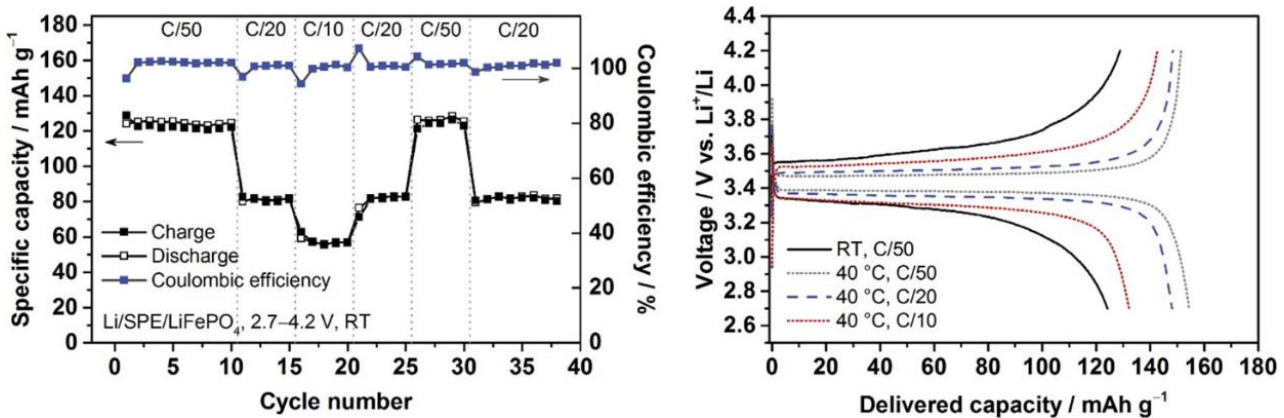 C/50 C/20 C/10 C/20 C/50 C/20
180
160
140
120
100
80
60
40
20
0
Specific capacity / mAh g⁻¹
100
80
60
40
20
0
Coulombic efficiency / %
Charge
Discharge
Coulombic efficiency
Li/SPE/LiFePO₄, 2.7–4.2 V, RT
0 5 10 15 20 25 30 35 40
Cycle number
4.4
4.2
4.0
3.8
3.6
3.4
3.2
3.0
2.8
2.6
Voltage / V vs. Li⁺/Li
RT, C/50
40 °C, C/50
40 °C, C/20
40 °C, C/10
0 20 40 60 80 100 120 140 160 180
Delivered capacity / mAh g⁻¹